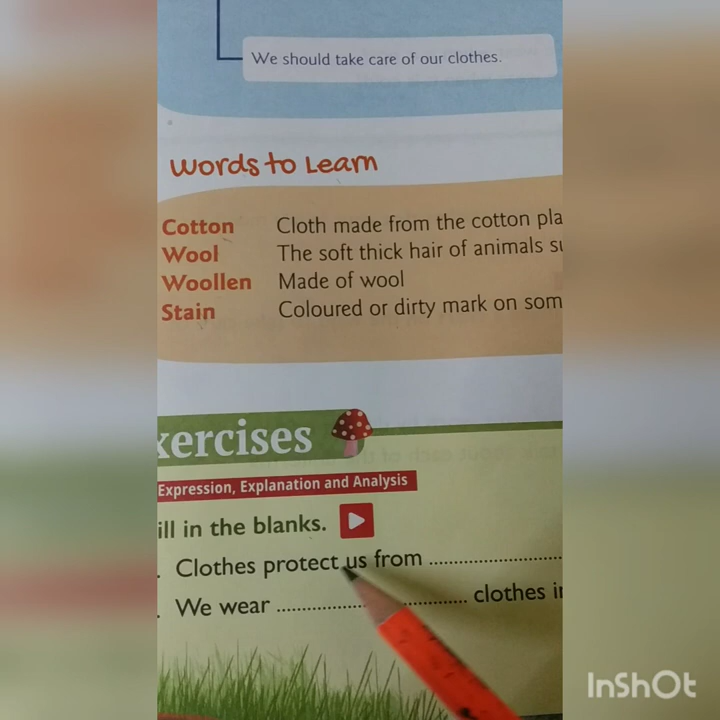 We should take care of our clothes.
Words to Learn
Cotton Cloth made from the cotton
Wool The soft thick hair of animals
Woollen Made of wool
Stain Coloured or dirty mark on
Expression, Explanation and Analysis
in the blanks.
Clothes protect us from ..............................
We wear .............................. clothes
InShOt